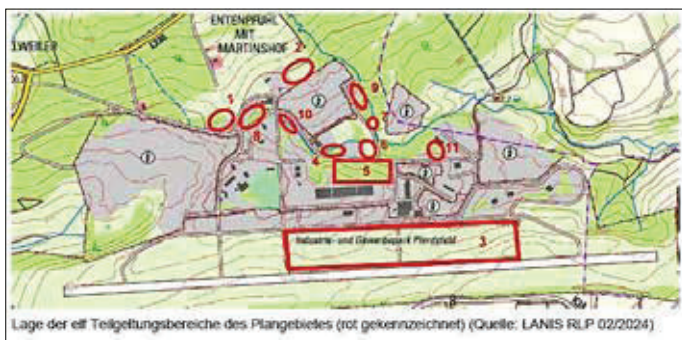 ENTENPFUHL
MIT
MARTINSHOF
WEILER
2
9
1
8
10
7
6
4
11
5
Industrie- und Gewerbepark Pferdsfeld
3
Lage der elf Teilgeltungsbereiche des Plangebietes (rot gekennzeichnet) (Quelle: LANIS RLP 02/2024)